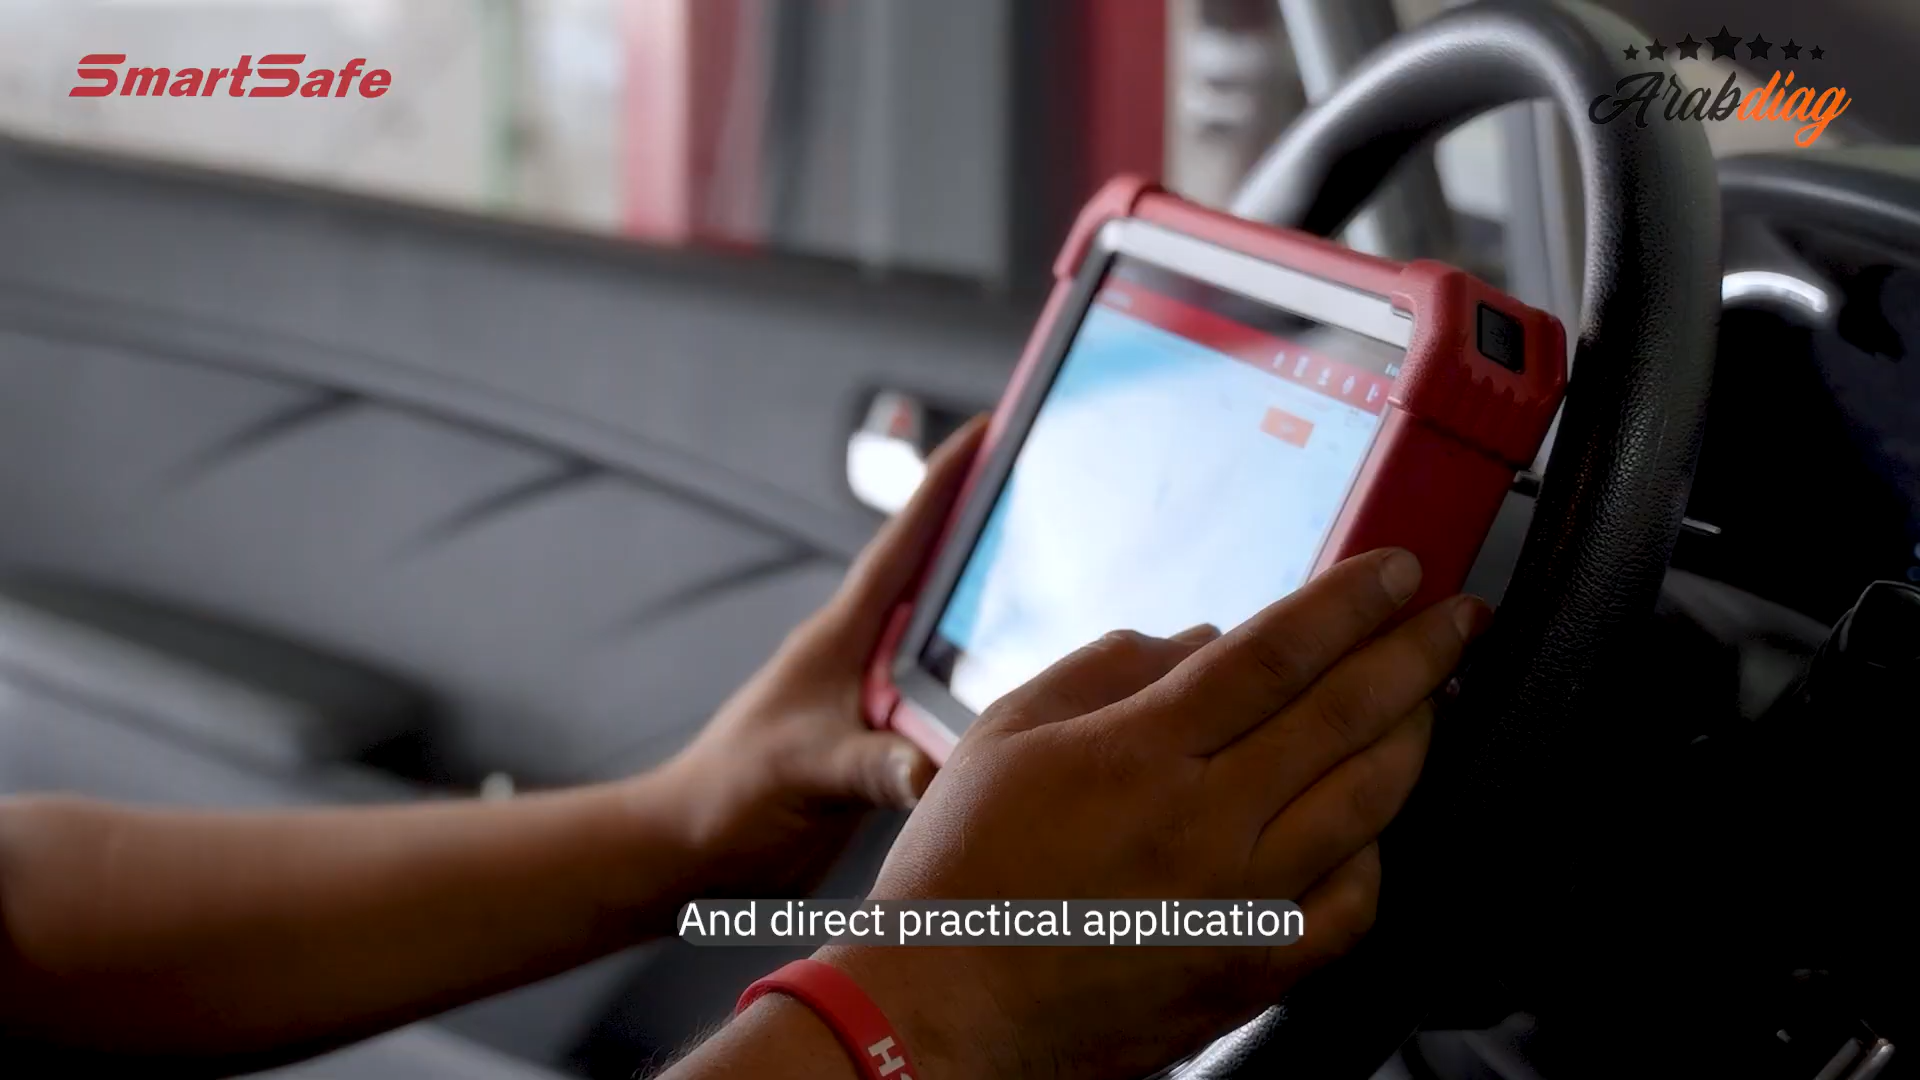 SmartSafe
Arabdiag
And direct practical application